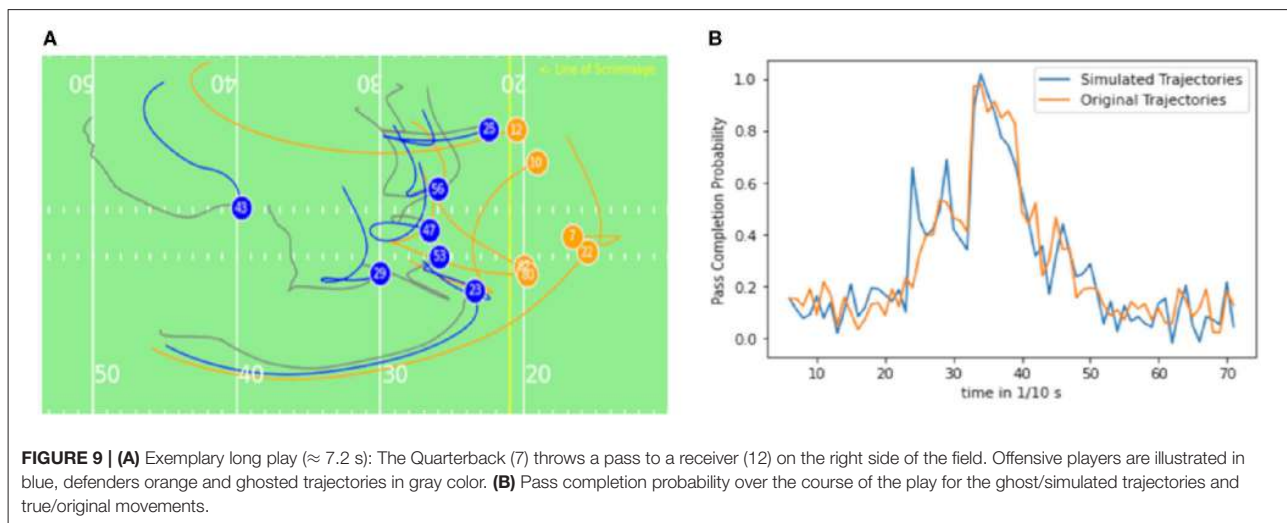 A
B
50
40
30
20
<- Line of Scrimmage
25
12
10
56
43
47
7
22
53
29
23
50
40
30
20
Pass Completion Probability
1.0
0.8
0.6
0.4
0.2
0.0
Simulated Trajectories
Original Trajectories
10 20 30 40 50 60 70
time in 1/10 s
FIGURE 9 | (A) Exemplary long play (≈ 7.2 s): The Quarterback (7) throws a pass to a receiver (12) on the right side of the field. Offensive players are illustrated in
blue, defenders orange and ghosted trajectories in gray color. (B) Pass completion probability over the course of the play for the ghost/simulated trajectories and
true/original movements.